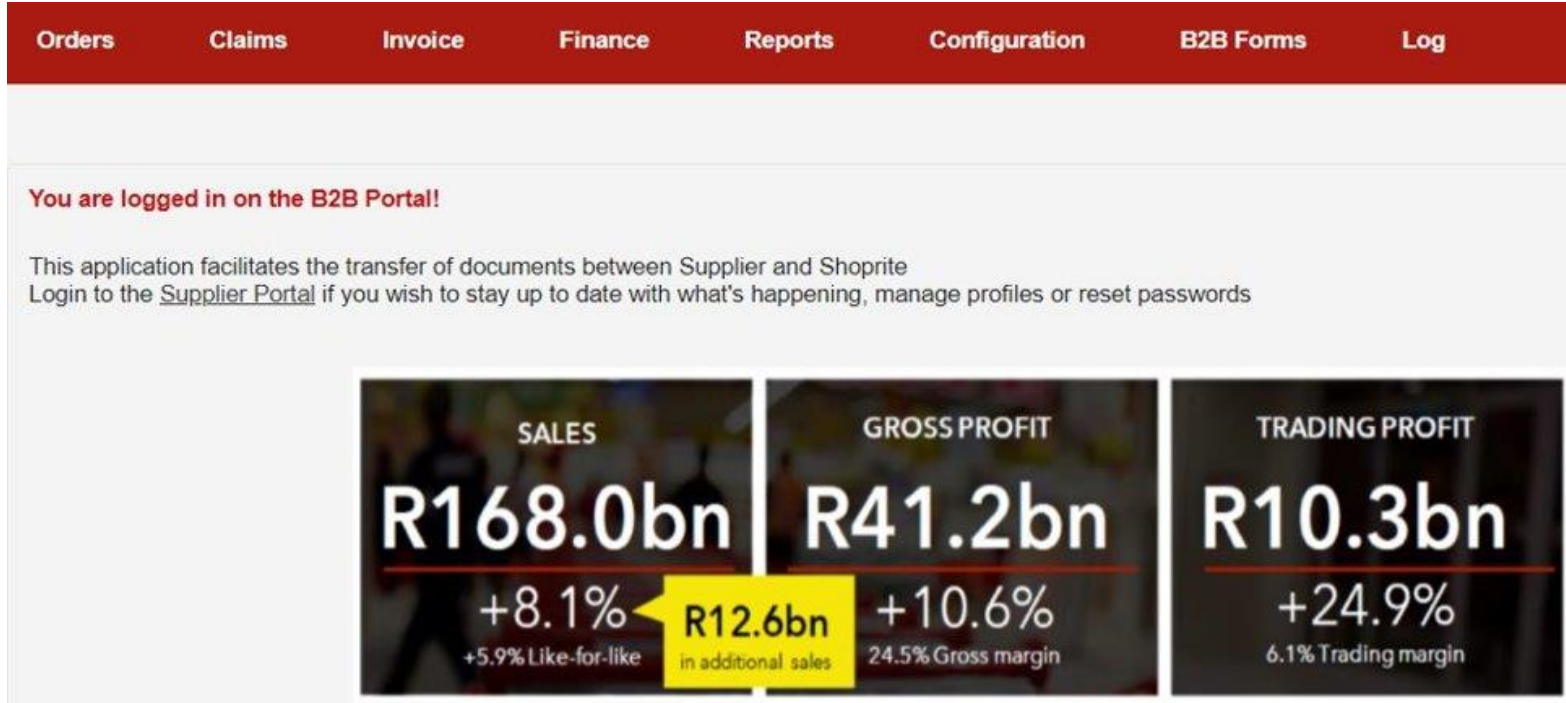 Orders Claims Invoice Finance Reports Configuration B2B Forms Log
You are logged in on the B2B Portal!
This application facilitates the transfer of documents between Supplier and Shoprite
Login to the Supplier Portal if you wish to stay up to date with what's happening, manage profiles or reset passwords
SALES
R168.0bn
+8.1%
+5.9% Like-for-like
R12.6bn
in additional sales
GROSS PROFIT
R41.2bn
+10.6%
24.5% Gross margin
TRADING PROFIT
R10.3bn
+24.9%
6.1% Trading margin